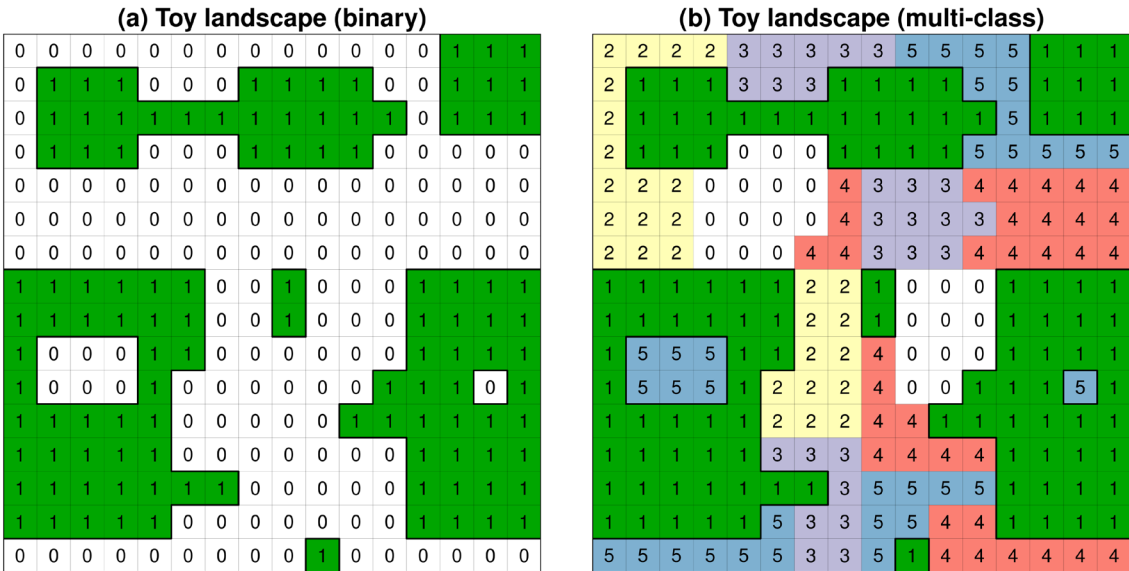 (a) Toy landscape (binary)
0 0 0 0 0 0 0 0 0 0 0 0 0 1 1 1
0 1 1 1 0 0 0 1 1 1 1 0 0 1 1 1
0 1 1 1 1 1 1 1 1 1 1 1 0 1 1 1
0 1 1 1 0 0 0 1 1 1 1 0 0 0 0 0
0 0 0 0 0 0 0 0 0 0 0 0 0 0 0 0
0 0 0 0 0 0 0 0 0 0 0 0 0 0 0 0
0 0 0 0 0 0 0 0 0 0 0 0 0 0 0 0
1 1 1 1 1 1 0 0 1 0 0 0 1 1 1 1
1 1 1 1 1 1 0 0 1 0 0 0 1 1 1 1
1 0 0 0 1 1 0 0 0 0 0 0 1 1 1 1
1 0 0 0 1 0 0 0 0 0 0 1 1 1 0 1
1 1 1 1 1 0 0 0 0 0 1 1 1 1 1 1
1 1 1 1 1 0 0 0 0 0 0 0 1 1 1 1
1 1 1 1 1 1 1 0 0 0 0 0 1 1 1 1
1 1 1 1 1 0 0 0 0 0 0 0 1 1 1 1
0 0 0 0 0 0 0 0 0 1 0 0 0 0 0 0
(b) Toy landscape (multi-class)
2 2 2 2 3 3 3 3 3 5 5 5 5 1 1 1
2 1 1 1 3 3 3 1 1 1 1 5 5 1 1 1
2 1 1 1 1 1 1 1 1 1 1 1 5 1 1 1
2 1 1 1 0 0 0 1 1 1 1 5 5 5 5 5
2 2 2 0 0 0 0 4 3 3 3 4 4 4 4 4
2 2 2 0 0 0 0 4 3 3 3 3 4 4 4 4
2 2 2 0 0 0 4 4 3 3 3 4 4 4 4 4
1 1 1 1 1 1 2 2 1 0 0 0 1 1 1 1
1 1 1 1 1 1 2 2 1 0 0 0 1 1 1 1
1 5 5 5 1 1 2 2 4 0 0 0 1 1 1 1
1 5 5 5 1 2 2 2 4 0 0 1 1 1 5 1
1 1 1 1 1 2 2 2 4 4 1 1 1 1 1 1
1 1 1 1 1 3 3 3 4 4 4 4 1 1 1 1
1 1 1 1 1 1 1 3 5 5 5 5 1 1 1 1
1 1 1 1 1 5 3 3 5 5 4 4 1 1 1 1
5 5 5 5 5 5 3 3 5 1 4 4 4 4 4 4